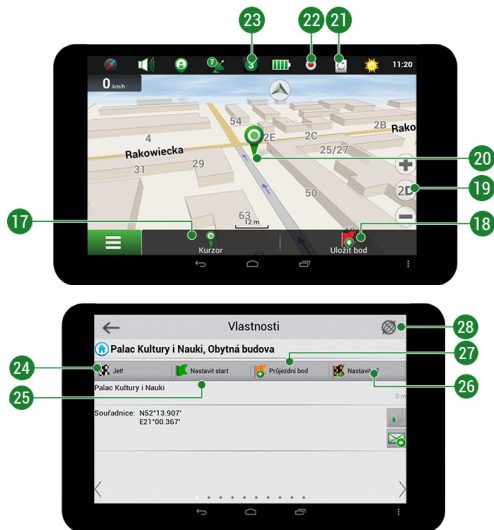 23
22
21
11:20
0 km/h
54
2E
2C
2B
Rako
4
Rakowiecka
25/27
31
29
20
50
2D
19
17
63
12 m
18
Kurzor
Uložit bod
Vlastnosti
28
Palac Kultury i Nauki, Obytná budova
27
24
Jet!
Nastavit start
Průjezdní bod
Nastavit
26
Palac Kultury i Nauki
25
0 m
Souřadnice: N52°13.907'
E21°00.367'